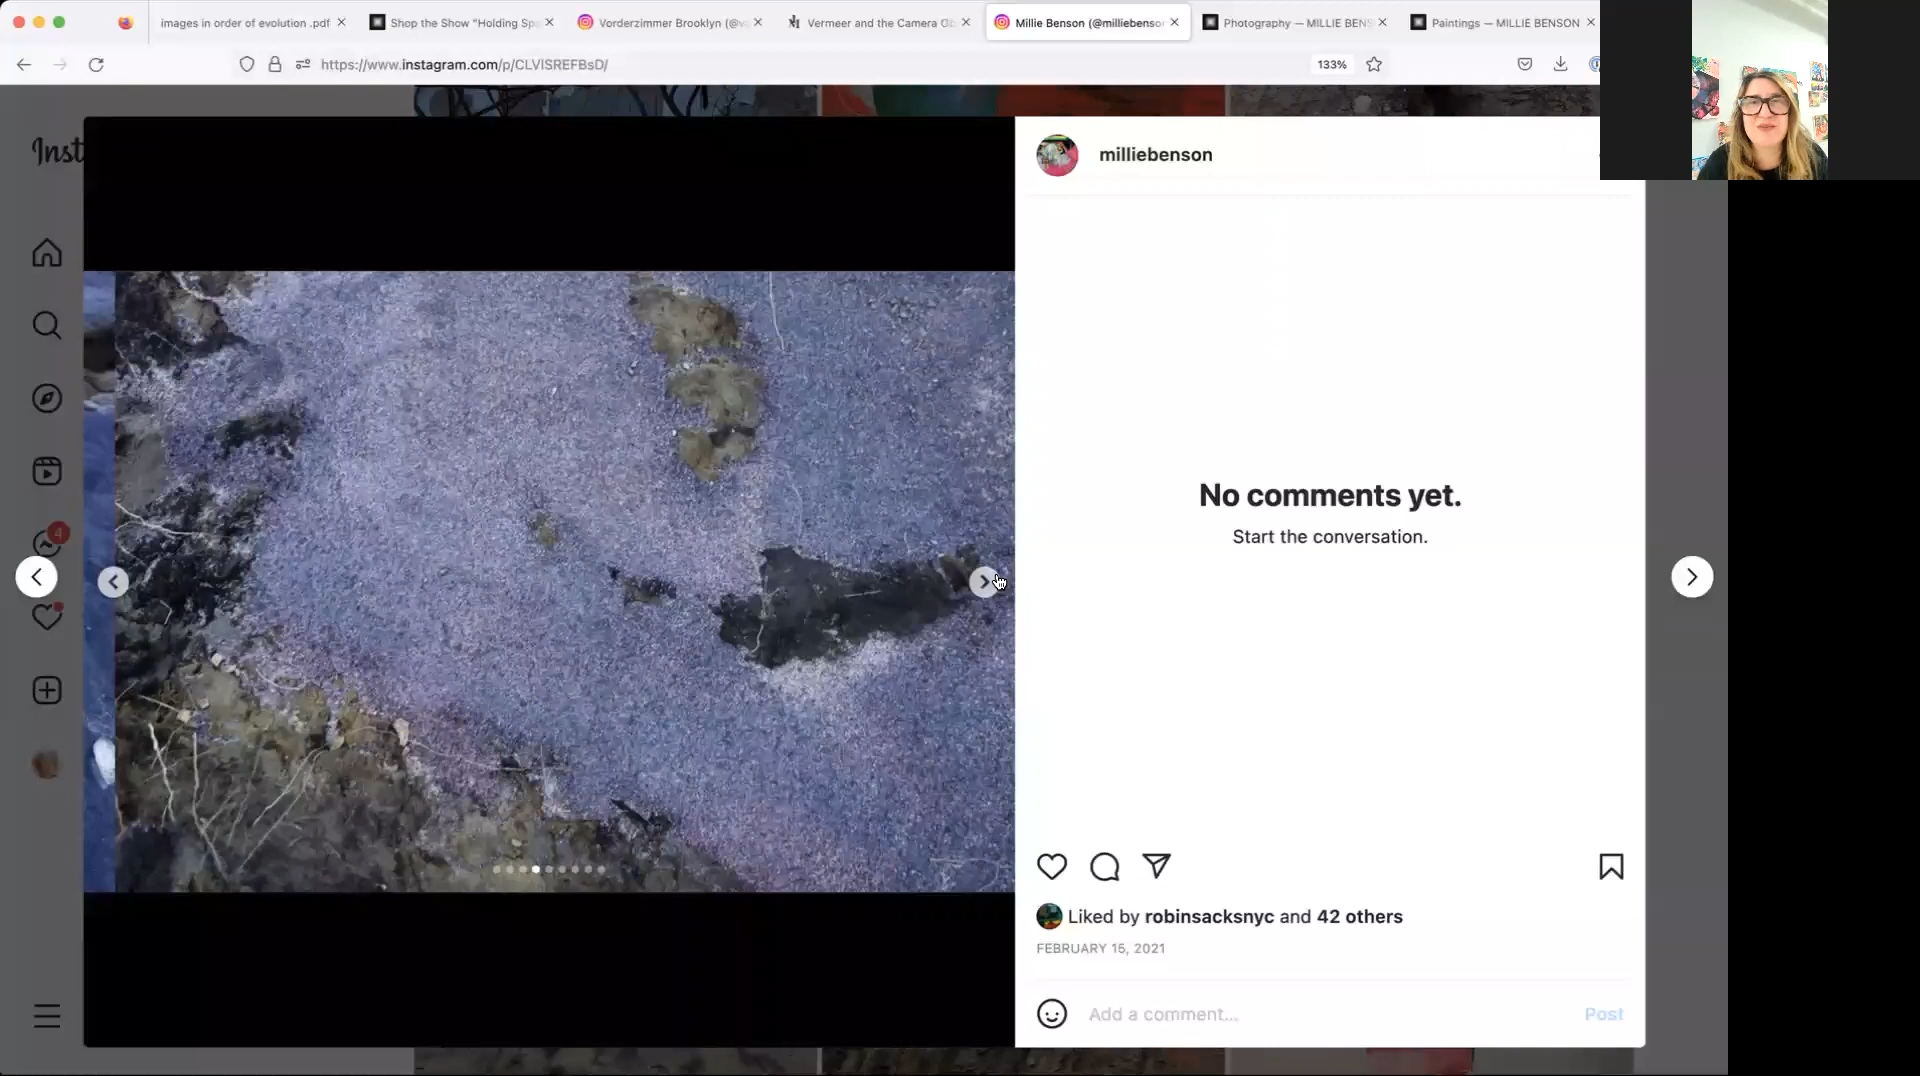 images in order of evolution .pdf
Shop the Show "Holding Sp
Vorderzimmer Brooklyn (@v
Vermeer and the Camera Ob
Millie Benson (@milliebenso
Photography — MILLIE BENS
Paintings — MILLIE BENSON
https://www.instagram.com/p/CLVISREFBsD/
133%
Inst
milliebenson
4
No comments yet.
Start the conversation.
Liked by robinsacksnyc and 42 others
FEBRUARY 15, 2021
Add a comment...
Post